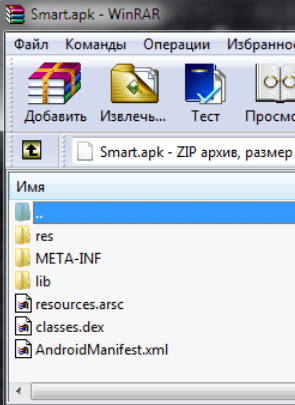 Smart.apk - WinRAR
Файл Команды Операции Избранно
Добавить Извлечь... Тест Просмо
Smart.apk - ZIP архив, размер
Имя
..
res
META-INF
lib
resources.arsc
classes.dex
AndroidManifest.xml